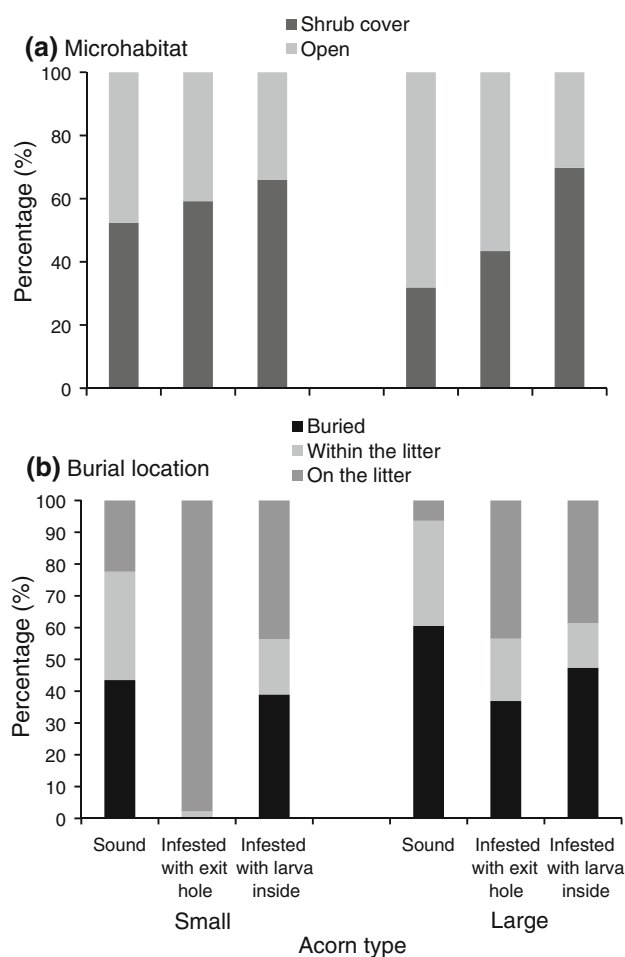 Shrub cover
(a) Microhabitat
Open
100
80
60
40
20
0
Percentage (%)
Buried
Within the litter
(b) Burial location
On the litter
100
90
80
70
60
50
40
30
20
10
0
Percentage (%)
Sound
Infested
with exit
hole
Infested
with larva
inside
Sound
Infested
with exit
hole
Infested
with larva
inside
Small
Large
Acorn type